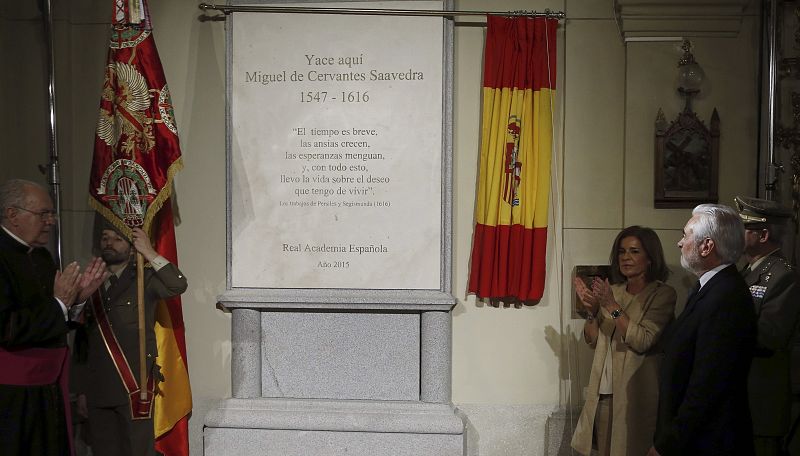 Yace aquí
Miguel de Cervantes Saavedra
1547 - 1616
“El tiempo es breve,
las ansias crecen,
las esperanzas menguan,
y, con todo esto,
llevo la vida sobre el deseo
que tengo de vivir”.
Los trabajos de Persiles y Segismunda (1616)
Real Academia Española
Año 2015